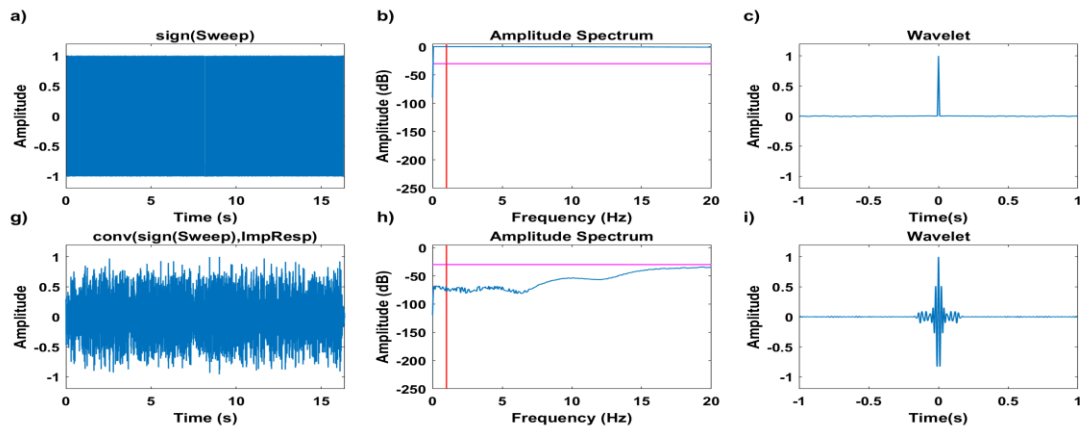 a)
sign(Sweep)
Amplitude
1
0.5
0
-0.5
-1
0 5 10 15
Time (s)
b)
Amplitude Spectrum
Amplitude (dB)
0
-50
-100
-150
-200
-250
0 5 10 15 20
Frequency (Hz)
c)
Wavelet
Amplitude
1
0.5
0
-0.5
-1
-1 -0.5 0 0.5 1
Time(s)
g)
conv(sign(Sweep),ImpResp)
Amplitude
1
0.5
0
-0.5
-1
0 5 10 15
Time (s)
h)
Amplitude Spectrum
Amplitude (dB)
0
-50
-100
-150
-200
-250
0 5 10 15 20
Frequency (Hz)
i)
Wavelet
Amplitude
1
0.5
0
-0.5
-1
-1 -0.5 0 0.5 1
Time(s)